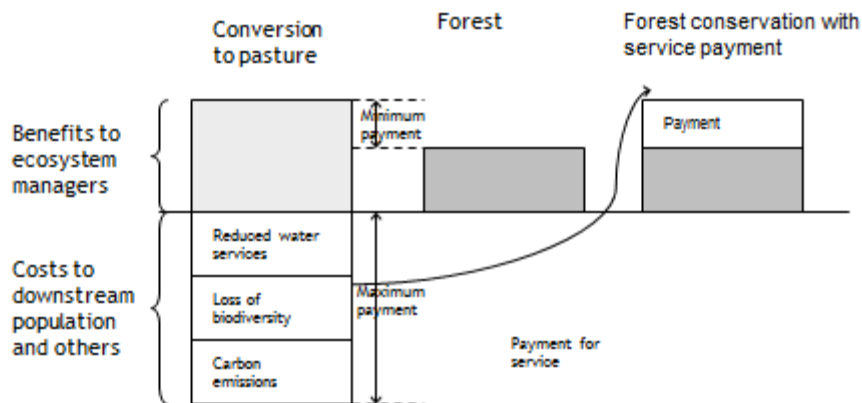 Conversion
to pasture
Forest
Forest conservation with
service payment
Benefits to
ecosystem
managers
Minimum
payment
Payment
Costs to
downstream
population
and others
Reduced water
services
Loss of
biodiversity
Carbon
emissions
Maximum
payment
Payment for
service